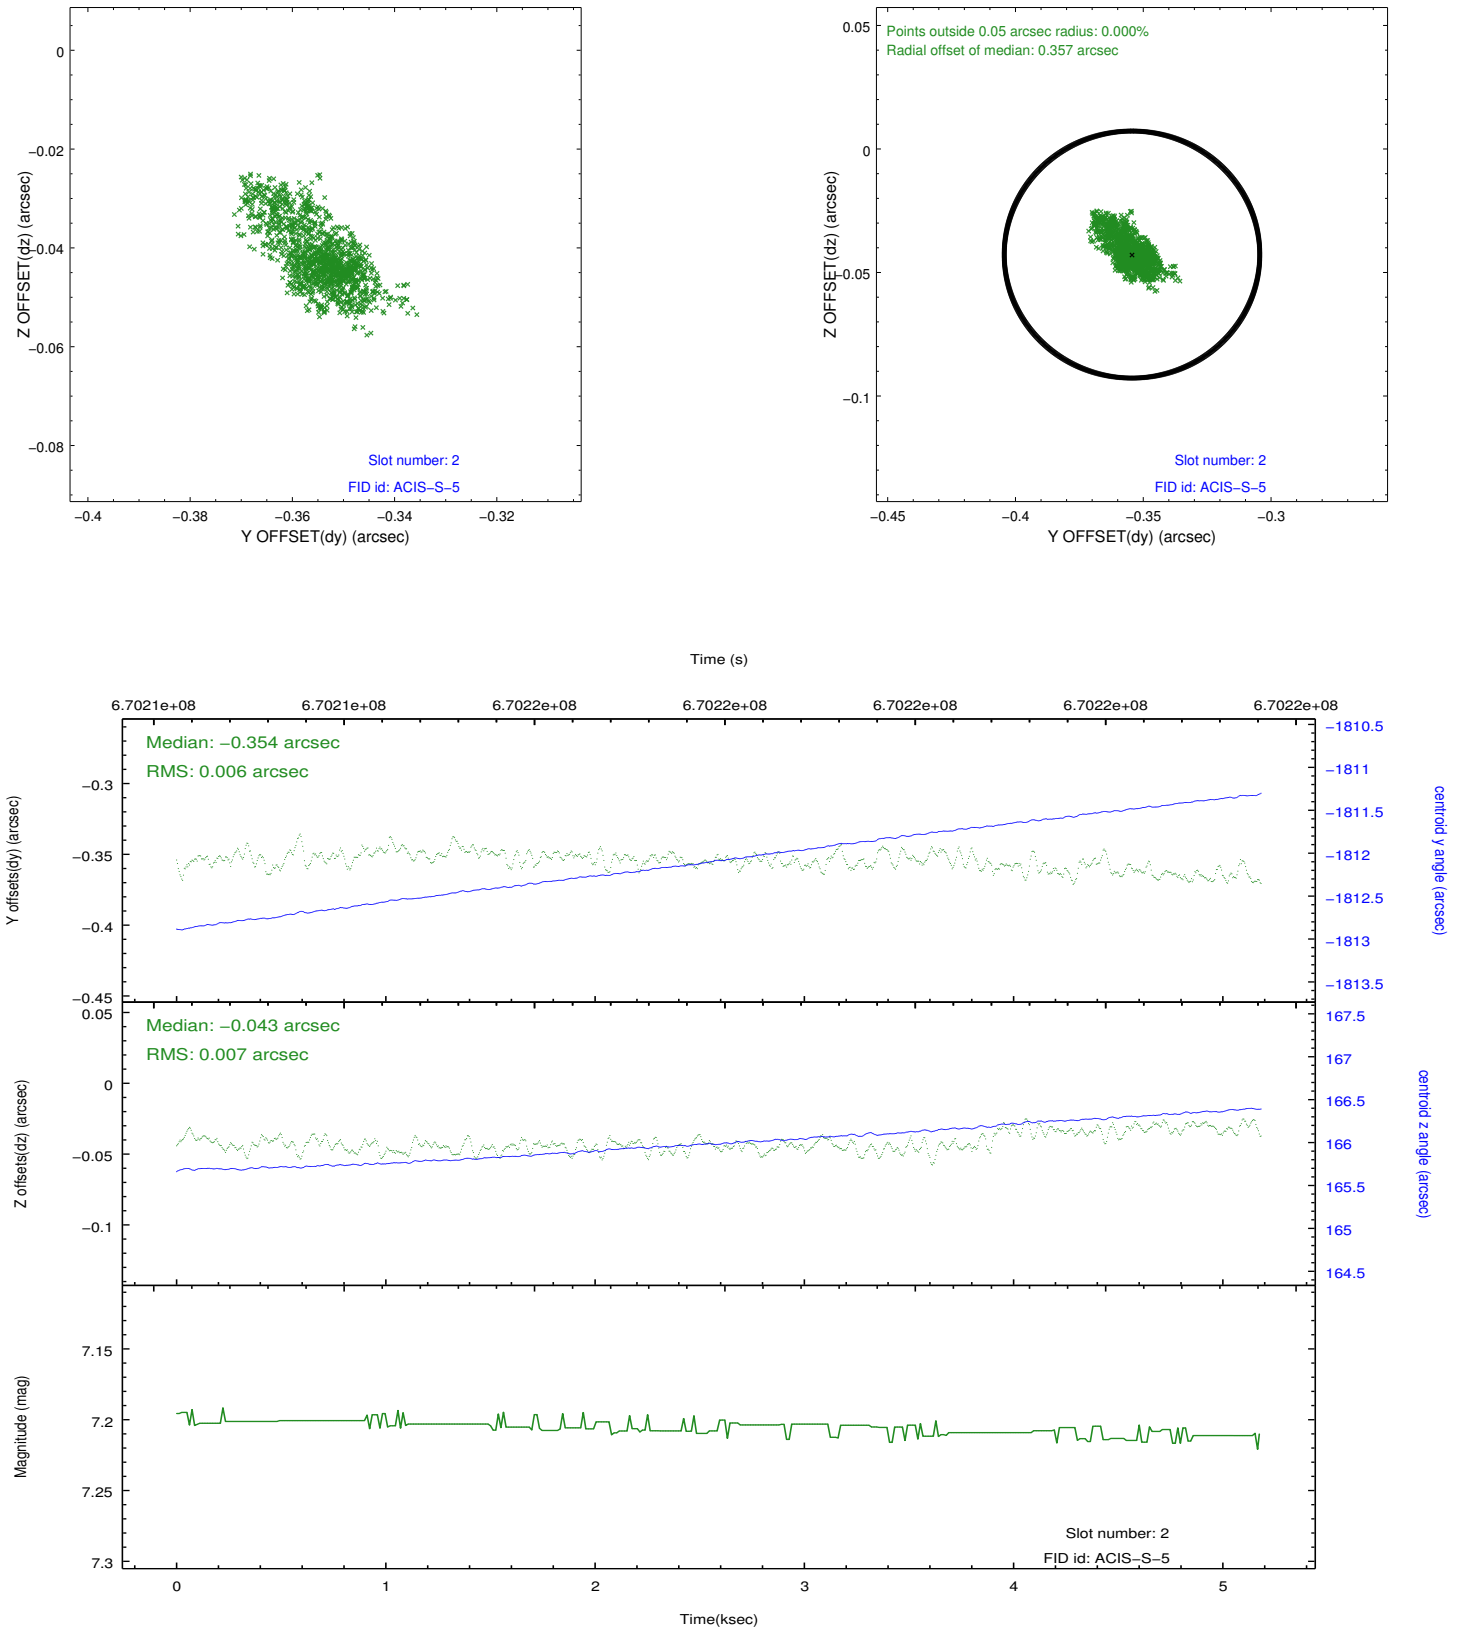 0
−0.02
−0.04
−0.06
−0.08
Z OFFSET(dz) (arcsec)
Slot number: 2
FID id: ACIS−S−5
−0.4
−0.38
−0.36
−0.34
−0.32
Y OFFSET(dy) (arcsec)
0.05
0
−0.05
−0.1
Z OFFSET(dz) (arcsec)
Points outside 0.05 arcsec radius: 0.000%
Radial offset of median: 0.357 arcsec
Slot number: 2
FID id: ACIS−S−5
−0.45
−0.4
−0.35
−0.3
Y OFFSET(dy) (arcsec)
Time (s)
6.7021e+08
6.7021e+08
6.7022e+08
6.7022e+08
6.7022e+08
6.7022e+08
6.7022e+08
Median: −0.354 arcsec
RMS: 0.006 arcsec
−0.3
−0.35
−0.4
−0.45
Y offsets(dy) (arcsec)
−1810.5
−1811
−1811.5
−1812
−1812.5
−1813
−1813.5
centroid y angle (arcsec)
Median: −0.043 arcsec
RMS: 0.007 arcsec
0.05
0
−0.05
−0.1
Z offsets(dz) (arcsec)
167.5
167
166.5
166
165.5
165
164.5
centroid z angle (arcsec)
7.15
7.2
7.25
7.3
Magnitude (mag)
Slot number: 2
FID id: ACIS−S−5
0
1
2
3
4
5
Time(ksec)